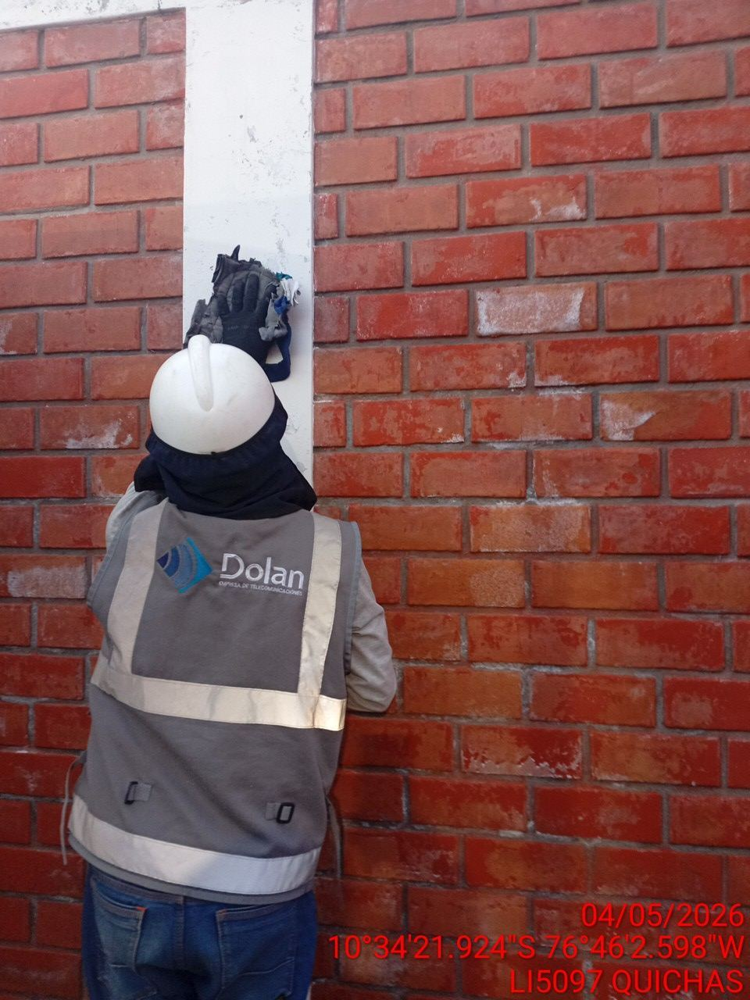 Dolan
EMPRESA DE TELECOMUNICACIONES
04/05/2026
10°34'21.924"S 76°46'2.598"W
LI5097 QUICHAS